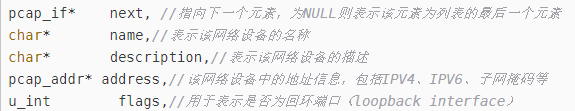 pcap_if* next, //指向下一个元素，为NULL则表示该元素为列表的最后一个元素
char* name,//表示该网络设备的名称
char* description,//表示该网络设备的描述
pcap_addr* address,//该网络设备中的地址信息，包括IPV4、IPV6、子网掩码等
u_int flags,//用于表示是否为回环端口（loopback interface）